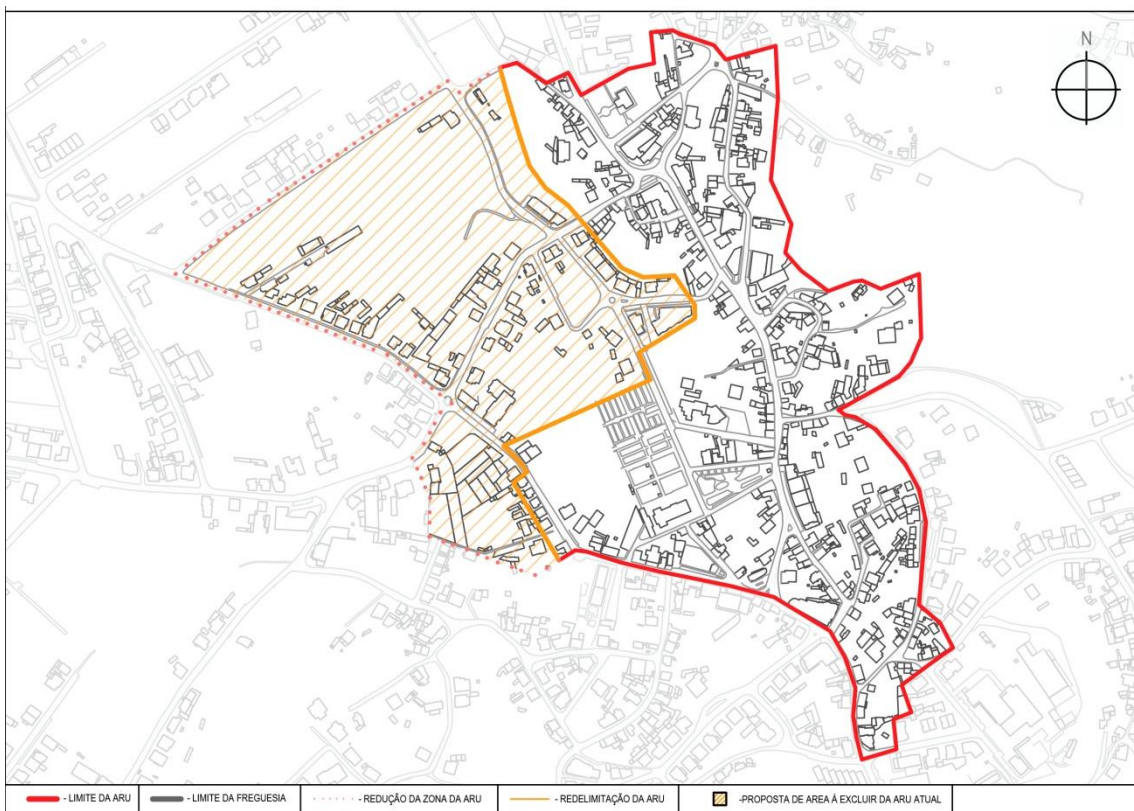 N
- LIMITE DA ARU
- LIMITE DA FREGUESIA
- REDUÇÃO DA ZONA DA ARU
- REDELIMITAÇÃO DA ARU
-PROPOSTA DE AREA Á EXCLUIR DA ARU ATUAL